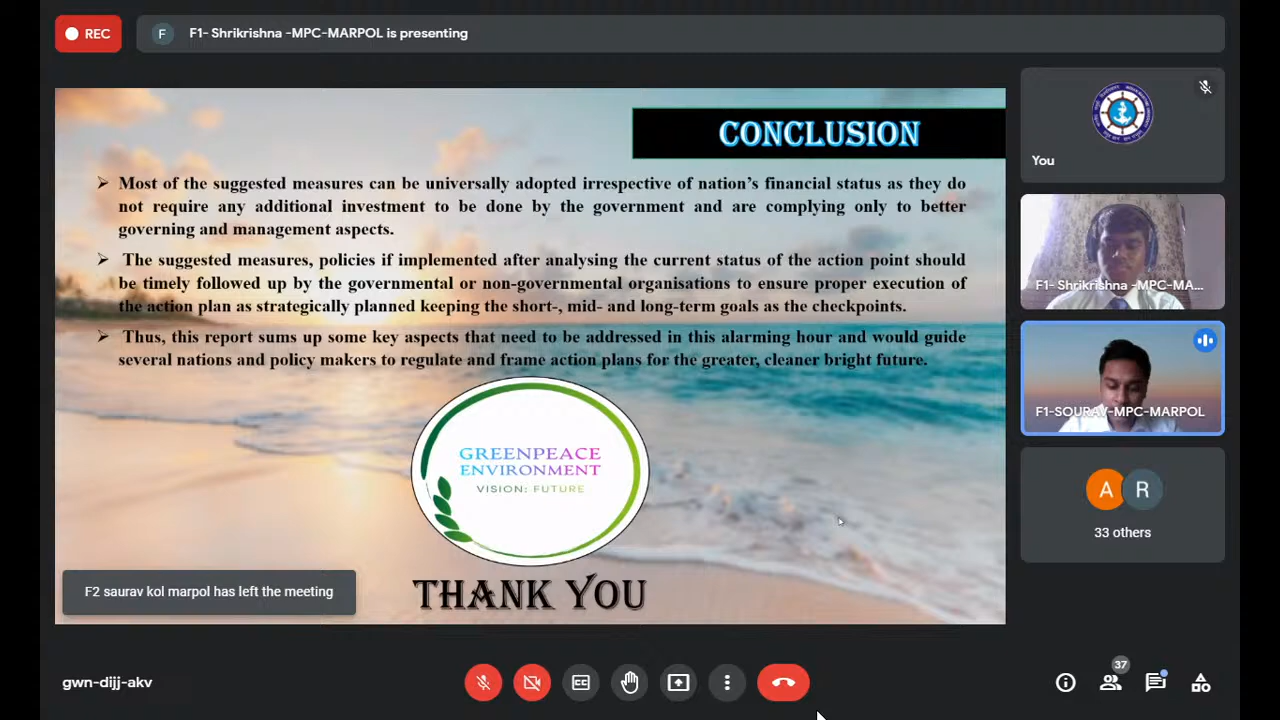 REC
F
F1- Shrikrishna -MPC-MARPOL is presenting
CONCLUSION
➢ Most of the suggested measures can be universally adopted irrespective of nation's financial status as they do
not require any additional investment to be done by the government and are complying only to better
governing and management aspects.
➢ The suggested measures, policies if implemented after analysing the current status of the action point should
be timely followed up by the governmental or non-governmental organisations to ensure proper execution of
the action plan as strategically planned keeping the short-, mid- and long-term goals as the checkpoints.
➢ Thus, this report sums up some key aspects that need to be addressed in this alarming hour and would guide
several nations and policy makers to regulate and frame action plans for the greater, cleaner bright future.
GREENPEACE
ENVIRONMENT
VISION: FUTURE
THANK YOU
F2 saurav kol marpol has left the meeting
You
F1- Shrikrishna -MPC-MA...
F1-SOURAV-MPC-MARPOL
A R
33 others
gwn-dijj-akv
CC
37